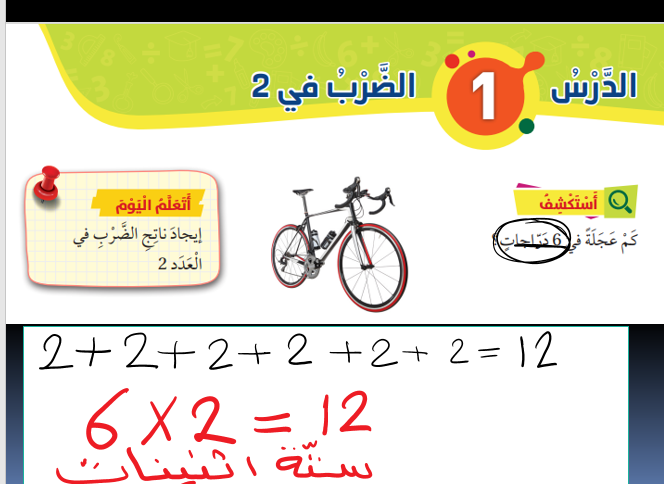 الدَّرْسُ 1 الضَّرْبُ في 2
أَسْتَكْشِفُ
كَمْ عَجَلَةً في 6 دَرّاجاتٍ؟
أَتَعَلَّمُ الْيَوْمَ
إيجادَ ناتِجِ الضَّرْبِ في
الْعَدَد 2
2+2+2+2+2+2=12
6×2=12
ستّة اثنينات